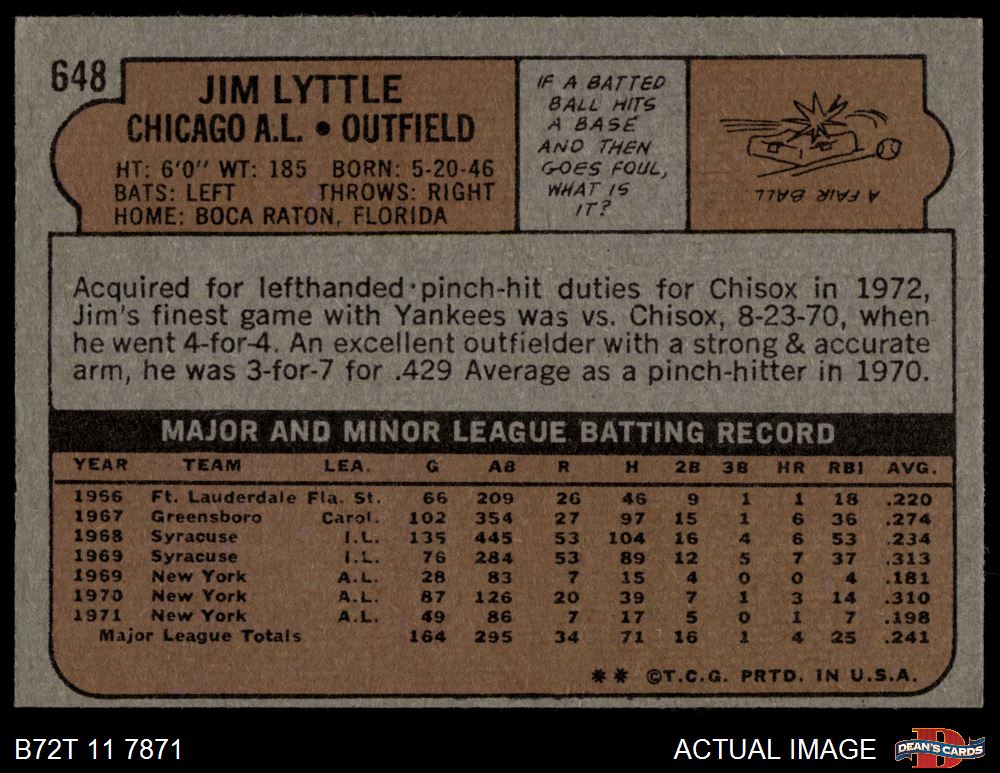 648
JIM LYTTLE
CHICAGO A.L. • OUTFIELD
HT: 6'0" WT: 185 BORN: 5-20-46
BATS: LEFT THROWS: RIGHT
HOME: BOCA RATON, FLORIDA
IF A BATTED
BALL HITS
A BASE
AND THEN
GOES FOUL,
WHAT IS
IT?
A FAIR BALL
Acquired for lefthanded pinch-hit duties for Chisox in 1972,
Jim's finest game with Yankees was vs. Chisox, 8-23-70, when
he went 4-for-4. An excellent outfielder with a strong & accurate
arm, he was 3-for-7 for .429 Average as a pinch-hitter in 1970.
MAJOR AND MINOR LEAGUE BATTING RECORD
YEAR TEAM LEA. G AB R H 2B 3B HR RBI AVG.
1966 Ft. Lauderdale Fla. St. 66 209 26 46 9 1 1 18 .220
1967 Greensboro Carol. 102 354 27 97 15 1 6 36 .274
1968 Syracuse I.L. 135 445 53 104 16 4 6 53 .234
1969 Syracuse I.L. 76 284 53 89 12 5 7 37 .313
1969 New York A.L. 28 83 7 15 4 0 0 4 .181
1970 New York A.L. 87 126 20 39 7 1 3 14 .310
1971 New York A.L. 49 86 7 17 5 0 1 7 .198
Major League Totals 164 295 34 71 16 1 4 25 .241
** ©T.C.G. PRTD. IN U.S.A.
B72T 11 7871
ACTUAL IMAGE
D
DEAN'S CARDS